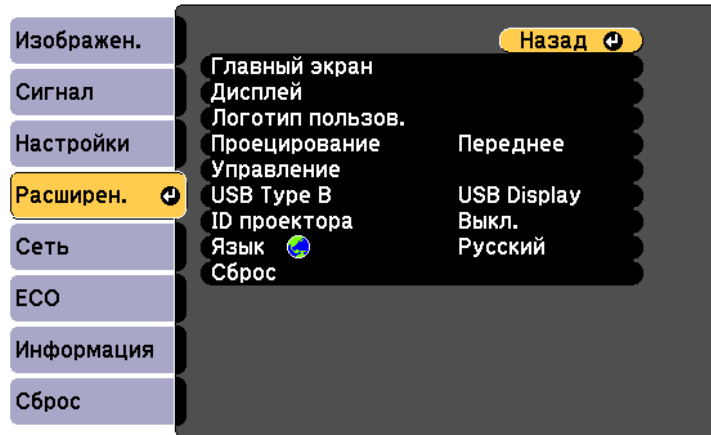 Изображен.
Сигнал
Настройки
Расширен.
Сеть
ECO
Информация
Сброс
Назад
Главный экран
Дисплей
Логотип пользов.
Проецирование Переднее
Управление
USB Type B USB Display
ID проектора Выкл.
Язык Русский
Сброс